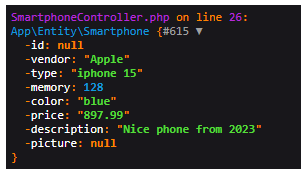 SmartphoneController.php on line 26:
App\Entity\Smartphone {#615 ▼
  -id: null
  -vendor: "Apple"
  -type: "iphone 15"
  -memory: 128
  -color: "blue"
  -price: "897.99"
  -description: "Nice phone from 2023"
  -picture: null
}